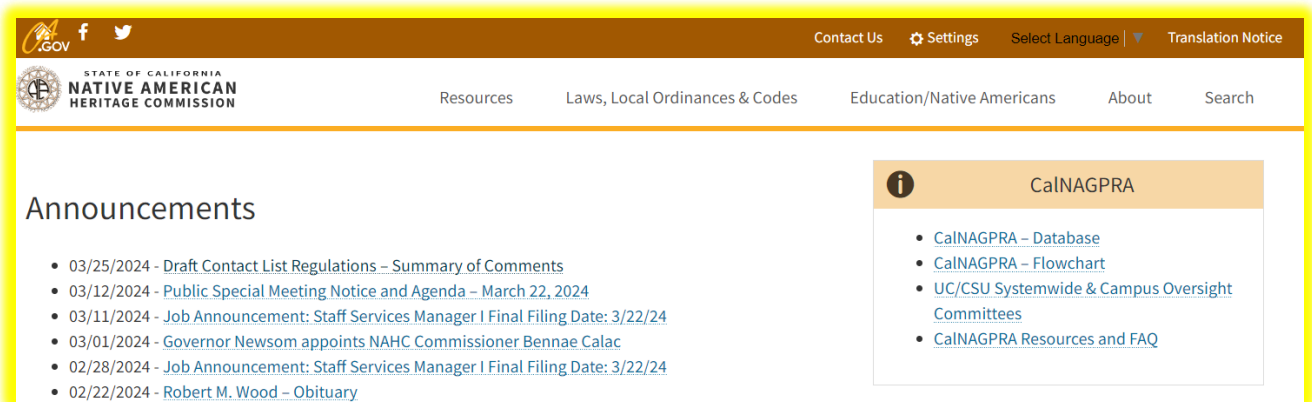 CA.GOV
Contact Us Settings Select Language ▼ Translation Notice
STATE OF CALIFORNIA
NATIVE AMERICAN
HERITAGE COMMISSION
Resources Laws, Local Ordinances & Codes Education/Native Americans About Search
Announcements
03/25/2024 - Draft Contact List Regulations – Summary of Comments
03/12/2024 - Public Special Meeting Notice and Agenda – March 22, 2024
03/11/2024 - Job Announcement: Staff Services Manager I Final Filing Date: 3/22/24
03/01/2024 - Governor Newsom appoints NAHC Commissioner Bennae Calac
02/28/2024 - Job Announcement: Staff Services Manager I Final Filing Date: 3/22/24
02/22/2024 - Robert M. Wood – Obituary
CalNAGPRA
CalNAGPRA – Database
CalNAGPRA – Flowchart
UC/CSU Systemwide & Campus Oversight
Committees
CalNAGPRA Resources and FAQ